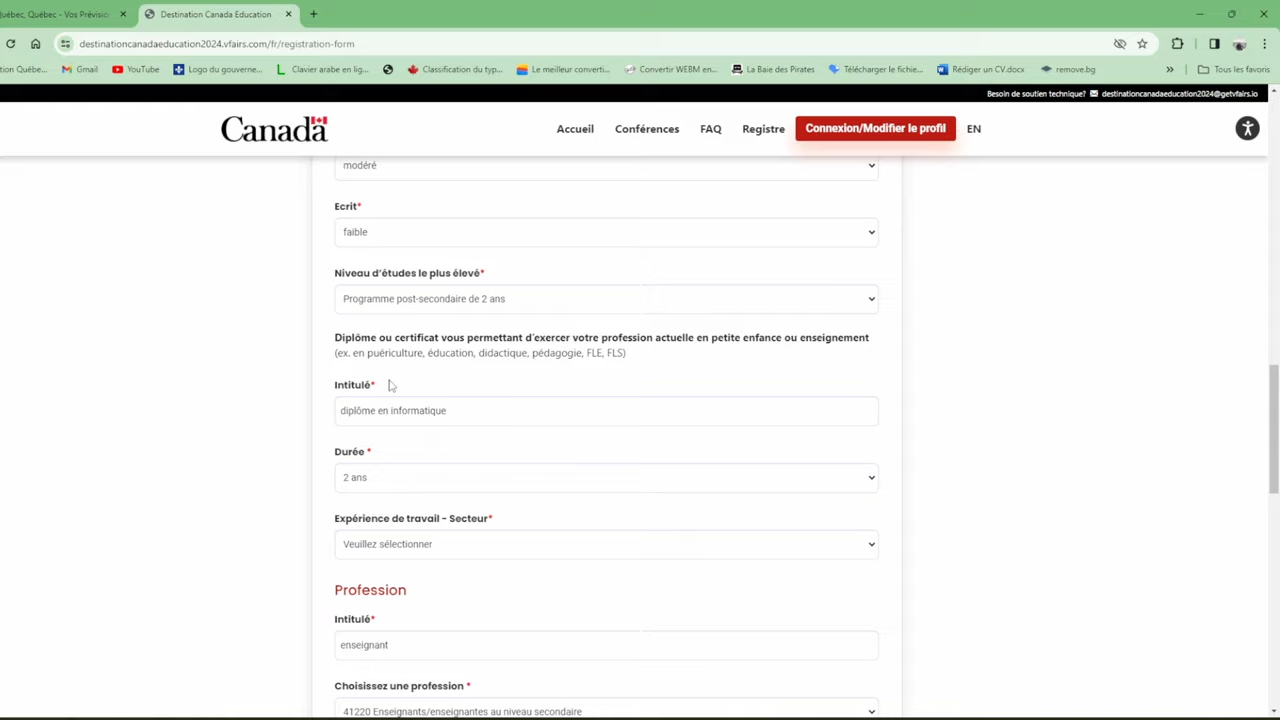 uébec, Québec - Vos Prévisio
Destination Canada Education
destinationcanadaeducation2024.vfairs.com/fr/registration-form
tion Québe...
Gmail
YouTube
Logo du gouverne...
Clavier arabe en lig...
Classification du typ...
Le meilleur converti...
Convertir WEBM en...
La Baie des Pirates
Télécharger le fichie...
Rédiger un CV.docx
remove.bg
Tous les favoris
Besoin de soutien technique? destinationcanadaeducation2024@getvfairs.io
Canada
Accueil
Conférences
FAQ
Registre
Connexion/Modifier le profil
EN
modéré
Ecrit*
faible
Niveau d'études le plus élevé*
Programme post-secondaire de 2 ans
Diplôme ou certificat vous permettant d'exercer votre profession actuelle en petite enfance ou enseignement
(ex. en puériculture, éducation, didactique, pédagogie, FLE, FLS)
Intitulé*
diplôme en informatique
Durée *
2 ans
Expérience de travail - Secteur*
Veuillez sélectionner
Profession
Intitulé*
enseignant
Choisissez une profession *
41220 Enseignants/enseignantes au niveau secondaire